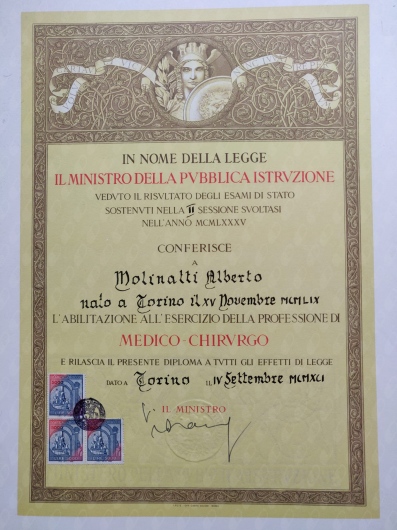 IN NOME DELLA LEGGE
IL MINISTRO DELLA PVBBLICA ISTRVZIONE
VEDVTO IL RISVLTATO DEGLI ESAMI DI STATO
SOSTENVTI NELLA II SESSIONE SVOLTASI
NELL'ANNO MCMLXXXV
CONFERISCE
A
Molinatti Alberto
nato a Torino il XV Novembre MCMLIX
L'ABILITAZIONE ALL'ESERCIZIO DELLA PROFESSIONE DI
MEDICO-CHIRVRGO
E RILASCIA IL PRESENTE DIPLOMA A TVTTI GLI EFFETTI DI LEGGE
DATO A Torino IL IV Settembre MCMXCI
IL MINISTRO